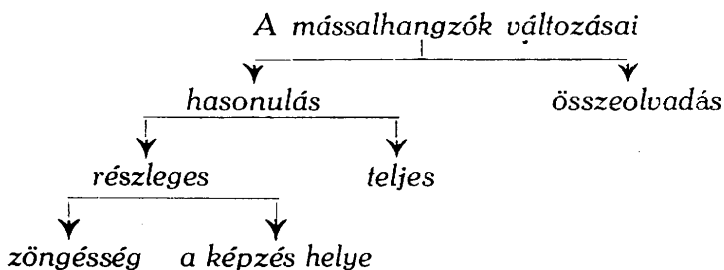 A mássalhangzók változásai
hasonulás összeolvadás
részleges teljes
zöngésség a képzés helye